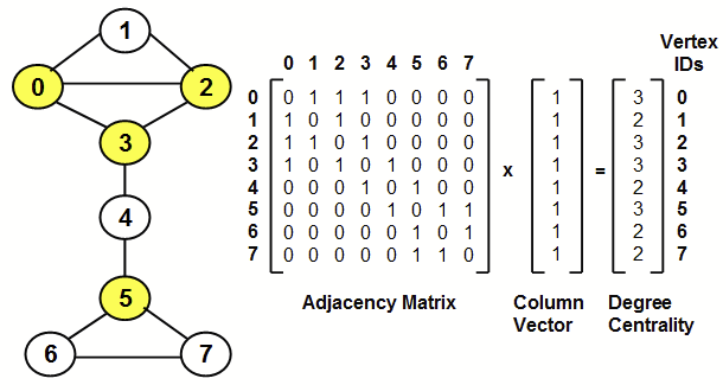 1
0
2
3
4
5
6
7
Vertex
IDs
0 1 2 3 4 5 6 7
0 0 1 1 1 0 0 0 0 1 3 0
1 1 0 1 0 0 0 0 0 1 2 1
2 1 1 0 1 0 0 0 0 1 3 2
3 1 0 1 0 1 0 0 0 x 1 = 3 3
4 0 0 0 1 0 1 0 0 1 2 4
5 0 0 0 0 1 0 1 1 1 3 5
6 0 0 0 0 0 1 0 1 1 2 6
7 0 0 0 0 0 1 1 0 1 2 7
Adjacency Matrix
Column
Vector
Degree
Centrality